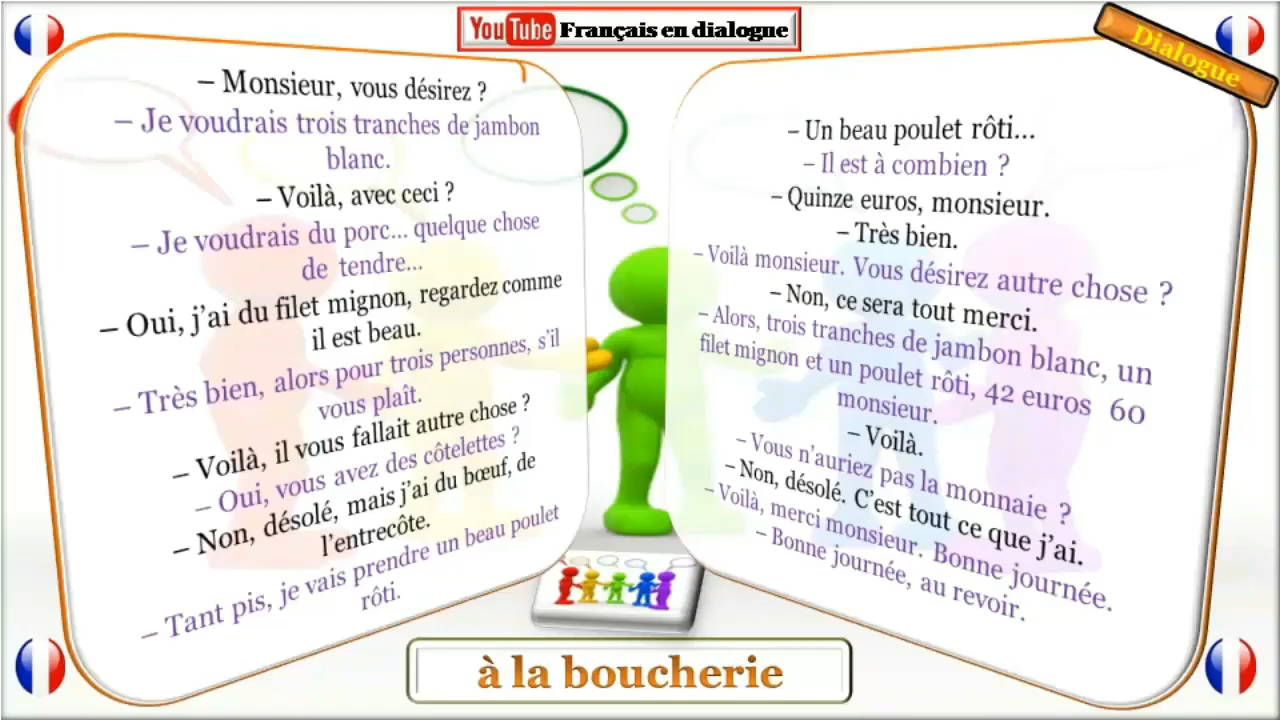 YouTube Français en dialogue
Dialogue
– Monsieur, vous désirez ?
– Je voudrais trois tranches de jambon
blanc.
– Voilà, avec ceci ?
– Je voudrais du porc... quelque chose
de tendre...
– Oui, j'ai du filet mignon, regardez comme
il est beau.
– Très bien, alors pour trois personnes, s'il
vous plaît.
– Voilà, il vous fallait autre chose ?
– Oui, vous avez des côtelettes ?
– Non, désolé, mais j'ai du bœuf, de
l'entrecôte.
– Tant pis, je vais prendre un beau poulet
rôti.
– Un beau poulet rôti...
– Il est à combien ?
– Quinze euros, monsieur.
– Très bien.
– Voilà monsieur. Vous désirez autre chose ?
– Non, ce sera tout merci.
– Alors, trois tranches de jambon blanc, un
filet mignon et un poulet rôti, 42 euros 60
monsieur.
– Voilà.
– Vous n'auriez pas la monnaie ?
– Non, désolé. C'est tout ce que j'ai.
– Voilà, merci monsieur. Bonne journée.
– Bonne journée, au revoir.
à la boucherie